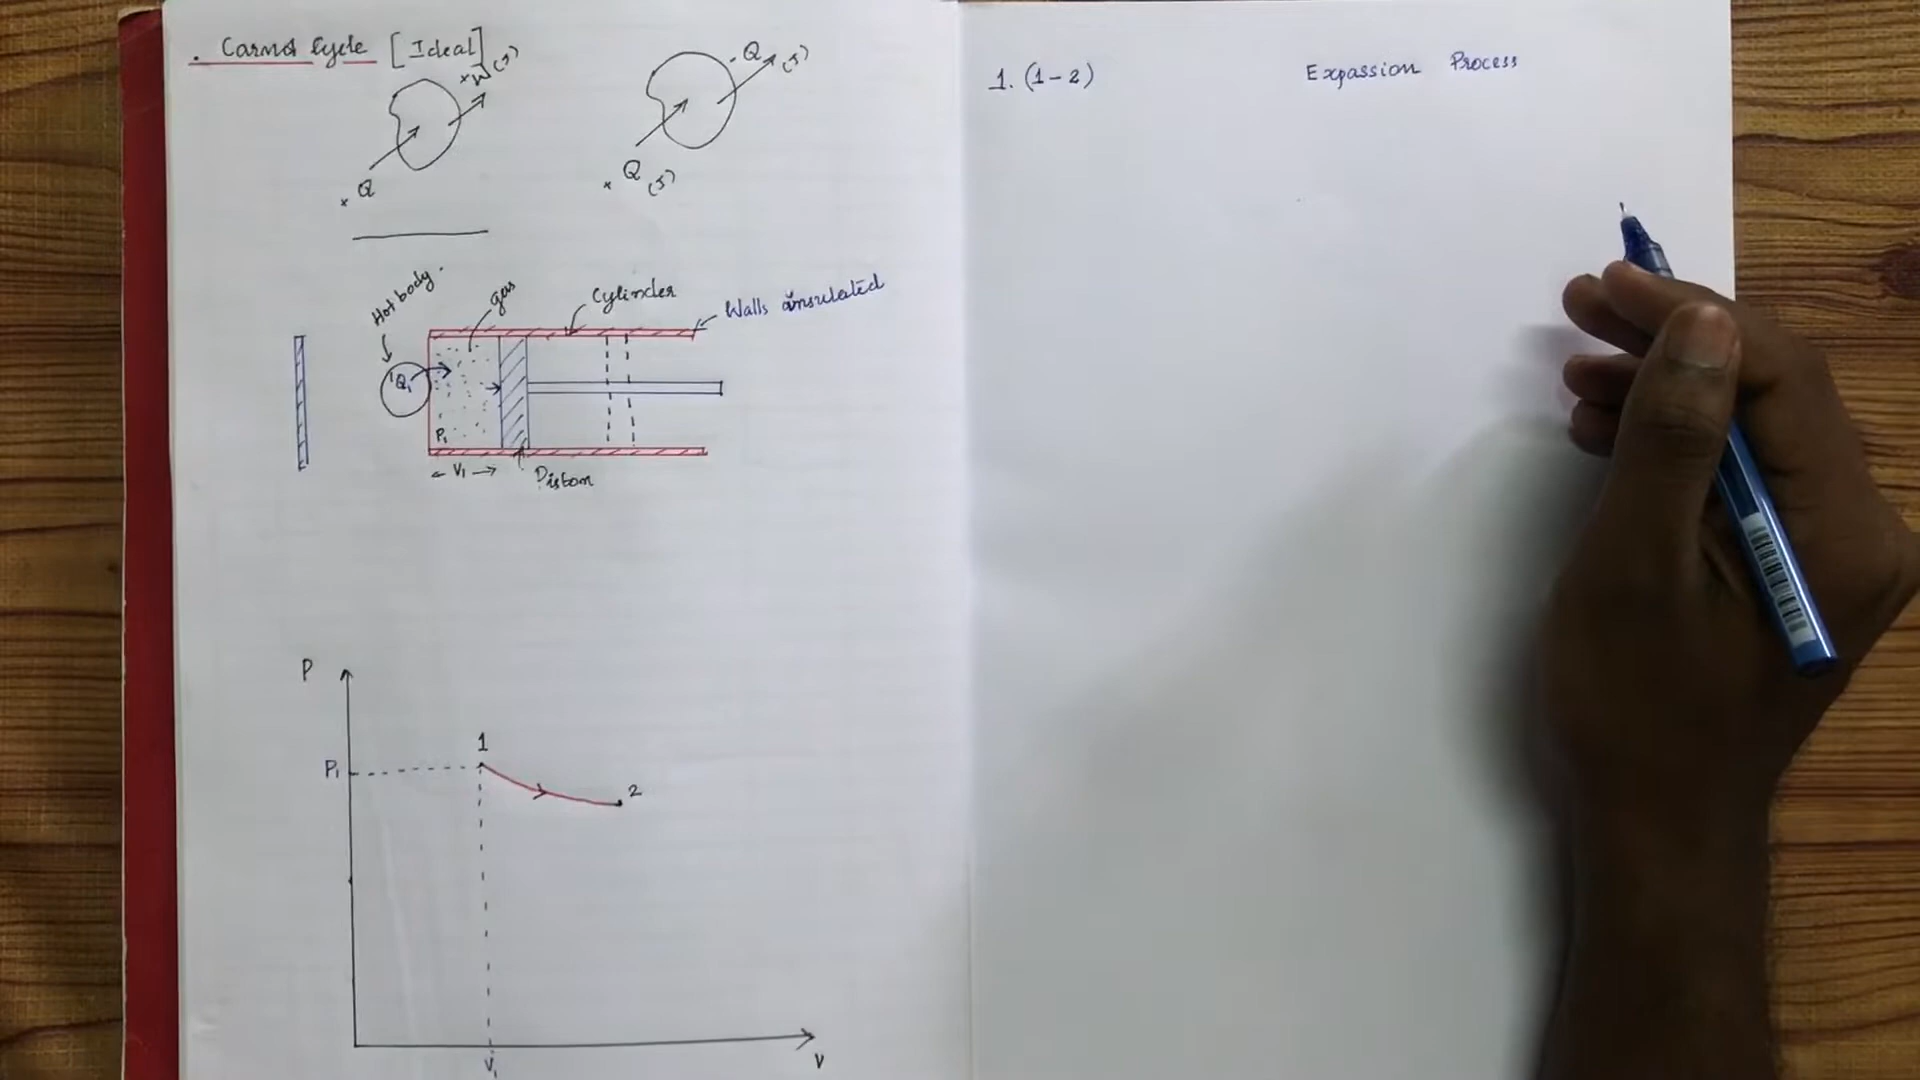 . Carnot Cycle [Ideal]
+W (J)
Q
- Q (J)
+ Q (J)
Hot body.
gas
Cylinder
Walls insulated
Q₁
P₁
← V₁ →
Piston
P
P₁
1
2
V₁
V
1. (1-2)
Expassion Process